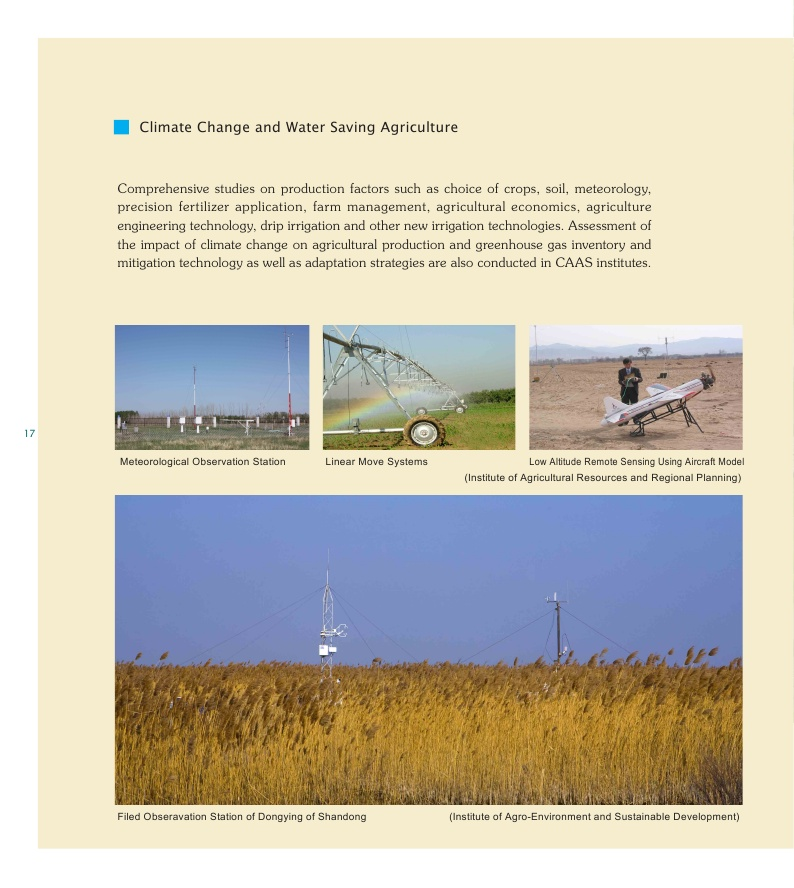 Climate Change and Water Saving Agriculture
Comprehensive studies on production factors such as choice of crops, soil, meteorology,
precision fertilizer application, farm management, agricultural economics, agriculture
engineering technology, drip irrigation and other new irrigation technologies. Assessment of
the impact of climate change on agricultural production and greenhouse gas inventory and
mitigation technology as well as adaptation strategies are also conducted in CAAS institutes.
17
Meteorological Observation Station
Linear Move Systems
Low Altitude Remote Sensing Using Aircraft Model
(Institute of Agricultural Resources and Regional Planning)
Filed Obseravation Station of Dongying of Shandong
(Institute of Agro-Environment and Sustainable Development)